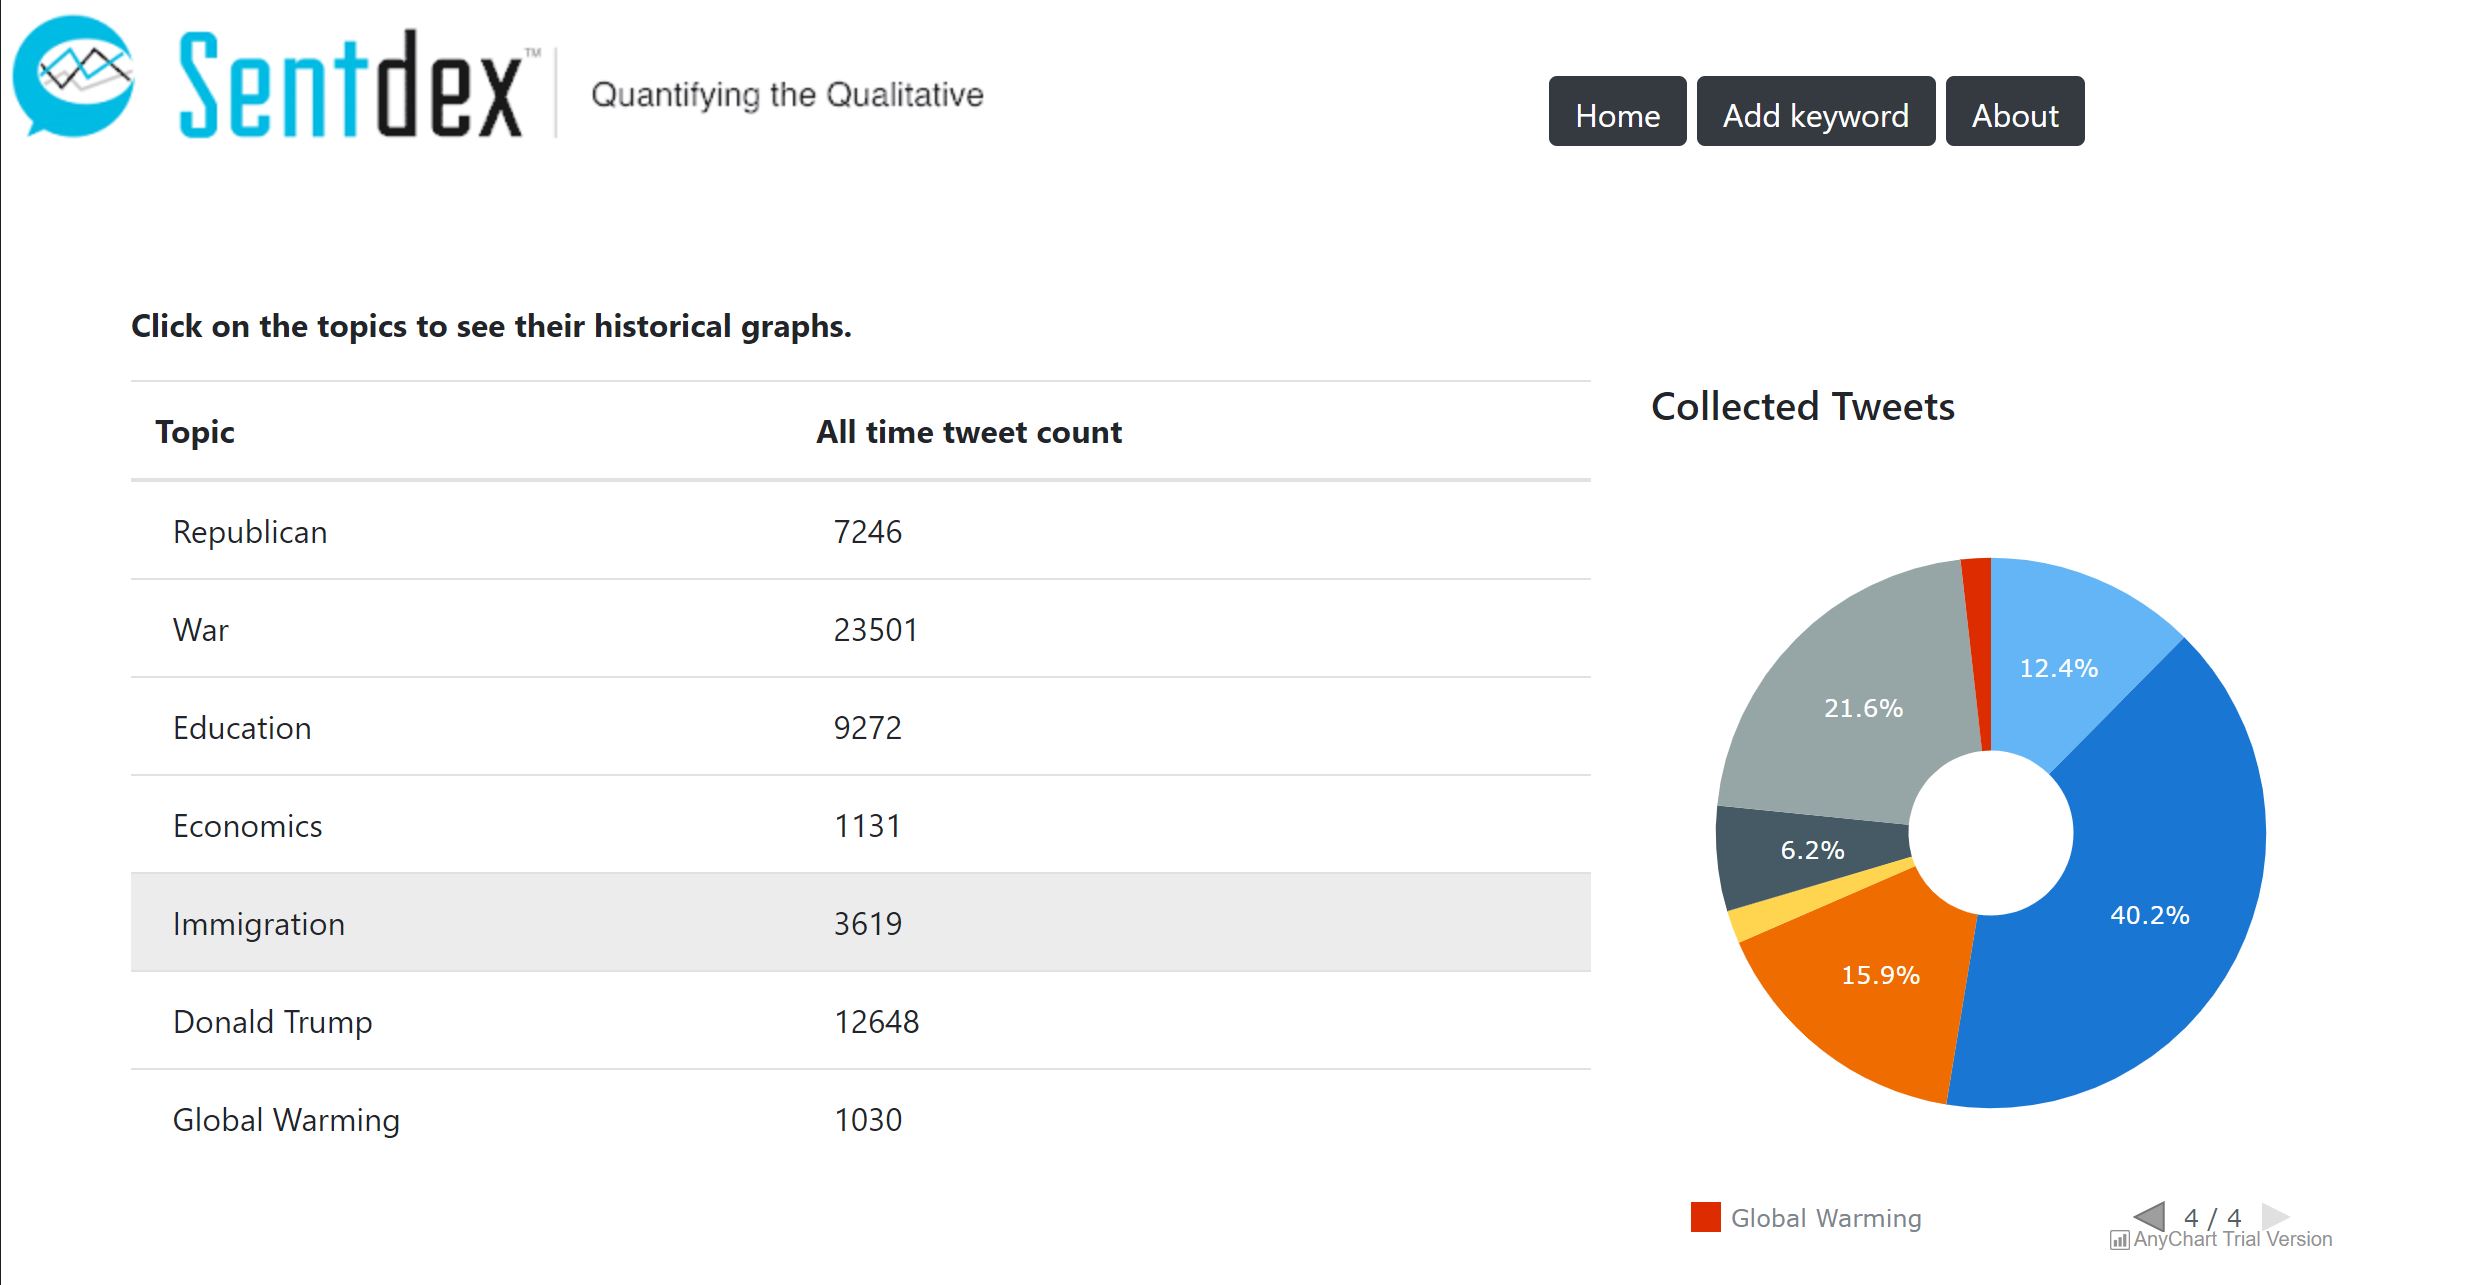 Sentdex™ Quantifying the Qualitative
Home Add keyword About
Click on the topics to see their historical graphs.
Topic All time tweet count
Republican 7246
War 23501
Education 9272
Economics 1131
Immigration 3619
Donald Trump 12648
Global Warming 1030
Collected Tweets
12.4%
21.6%
6.2%
40.2%
15.9%
Global Warming 4 / 4
AnyChart Trial Version